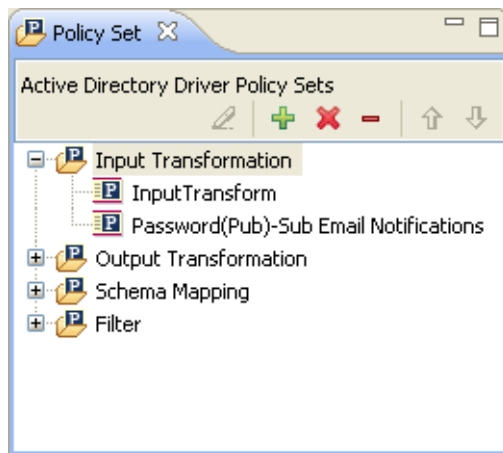 Policy Set
Active Directory Driver Policy Sets
Input Transformation
InputTransform
Password(Pub)-Sub Email Notifications
Output Transformation
Schema Mapping
Filter